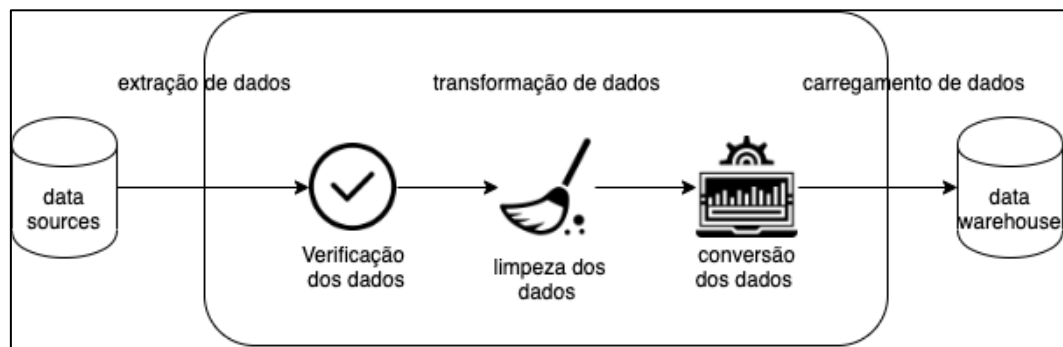 extração de dados
transformação de dados
carregamento de dados
data
sources
Verificação
dos dados
limpeza dos
dados
conversão
dos dados
data
warehouse